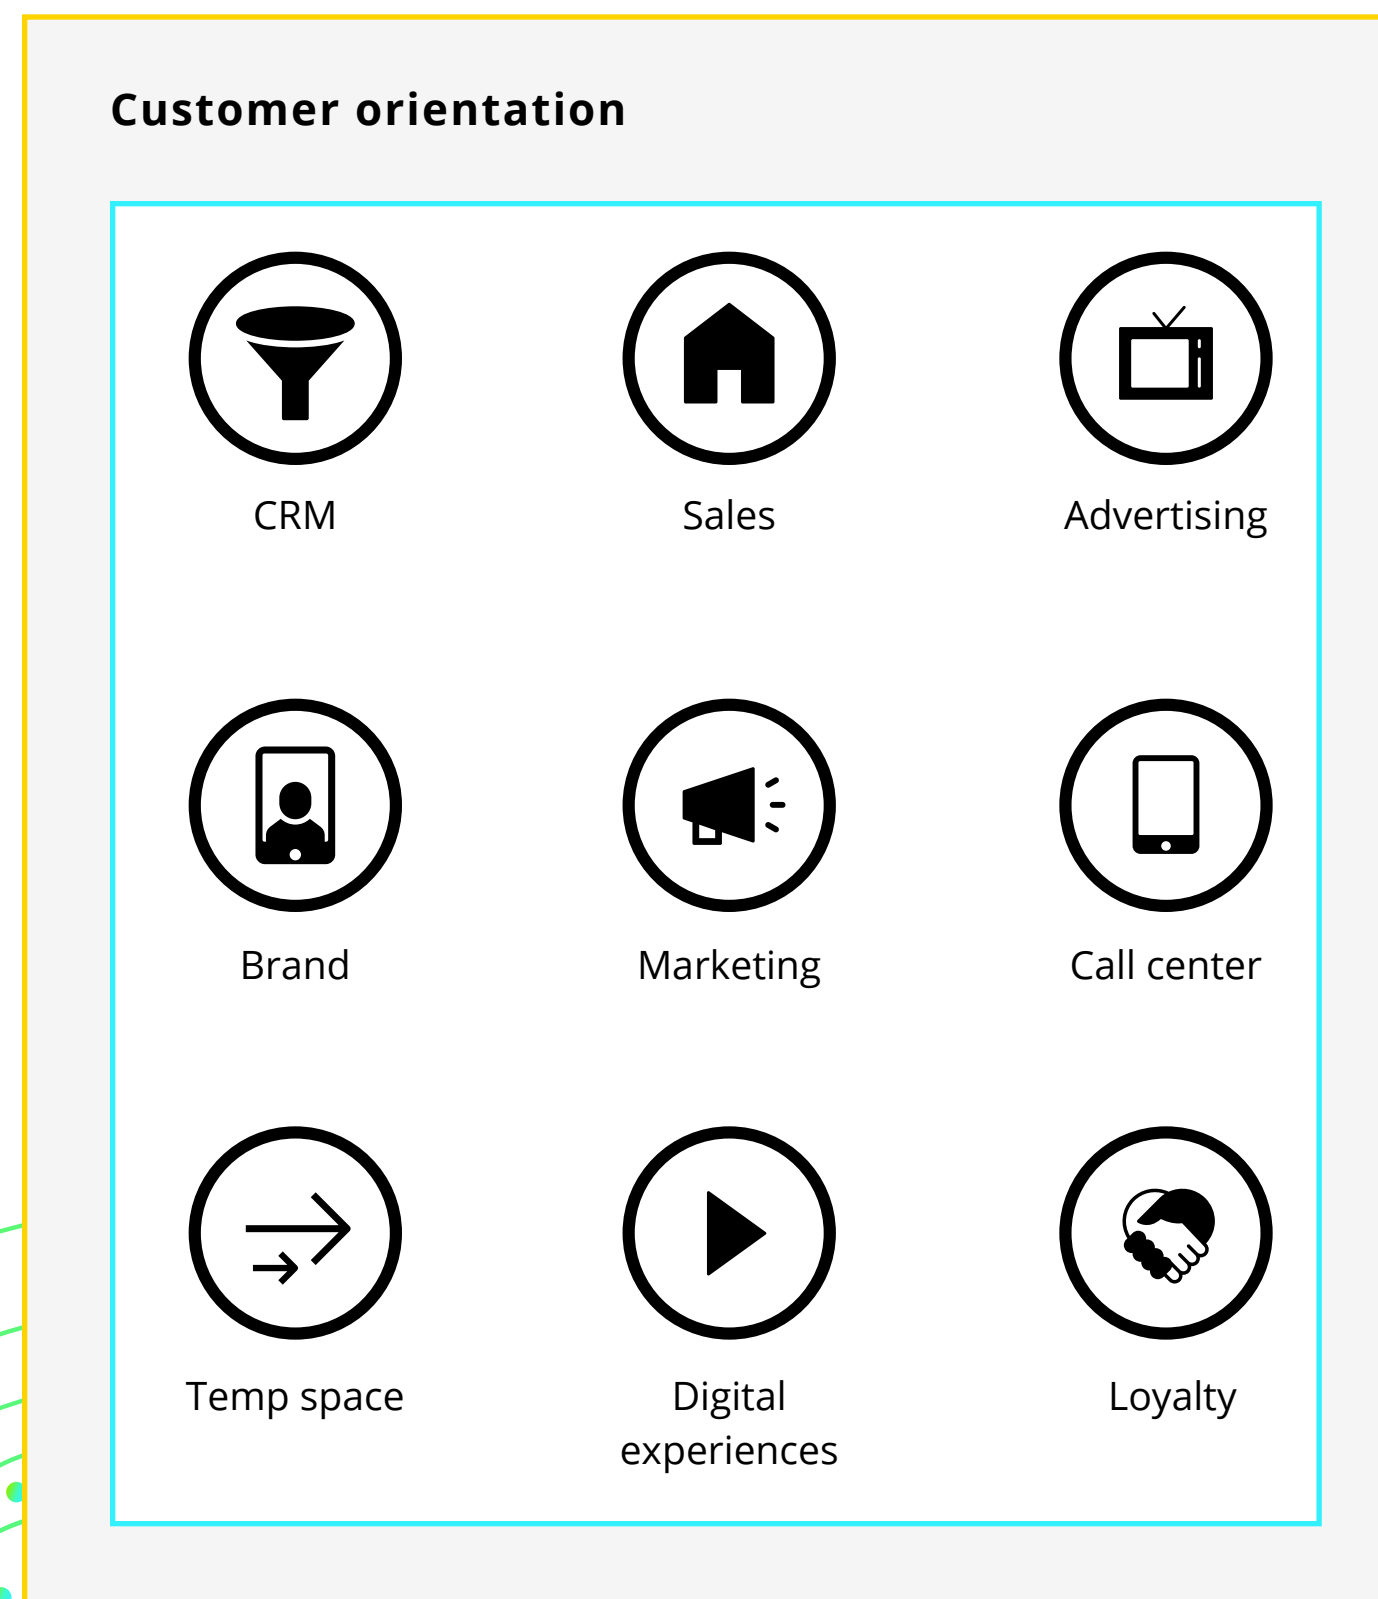 Customer orientation
CRM
Sales
Advertising
Brand
Marketing
Call center
Temp space
Digital
experiences
Loyalty